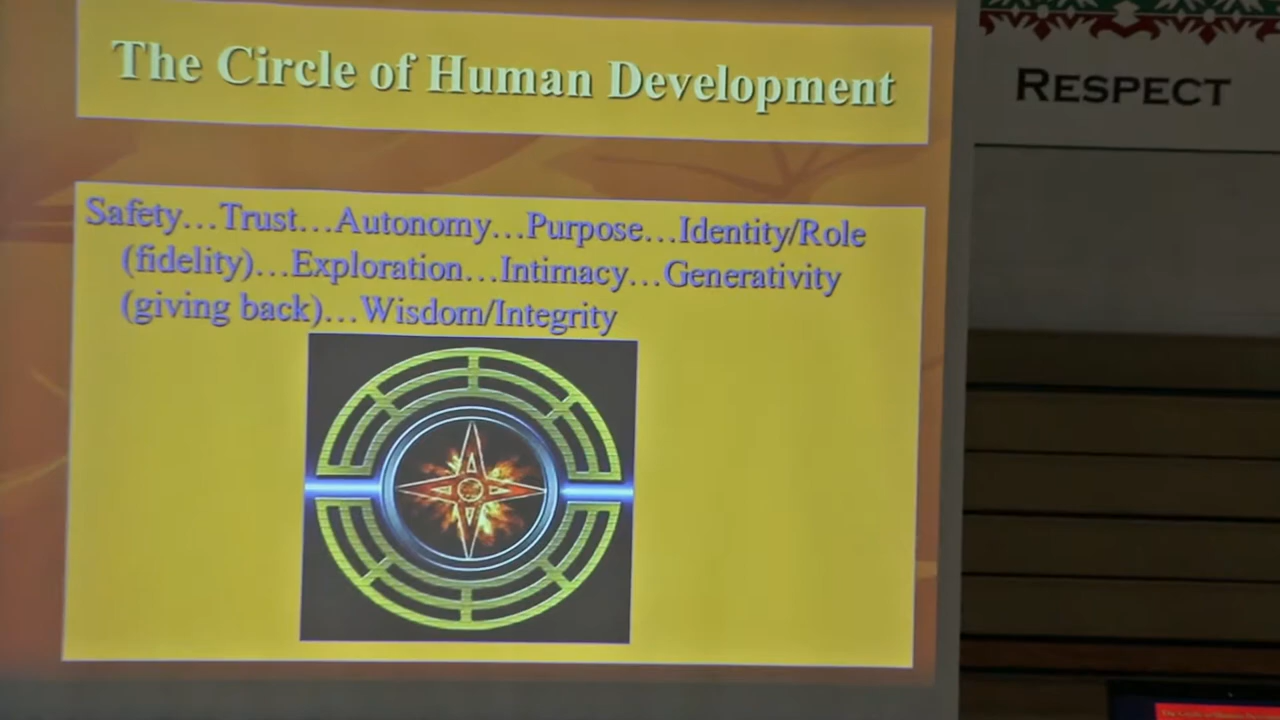 The Circle of Human Development
Safety…Trust…Autonomy…Purpose…Identity/Role
(fidelity)…Exploration…Intimacy…Generativity
(giving back)…Wisdom/Integrity
RESPECT